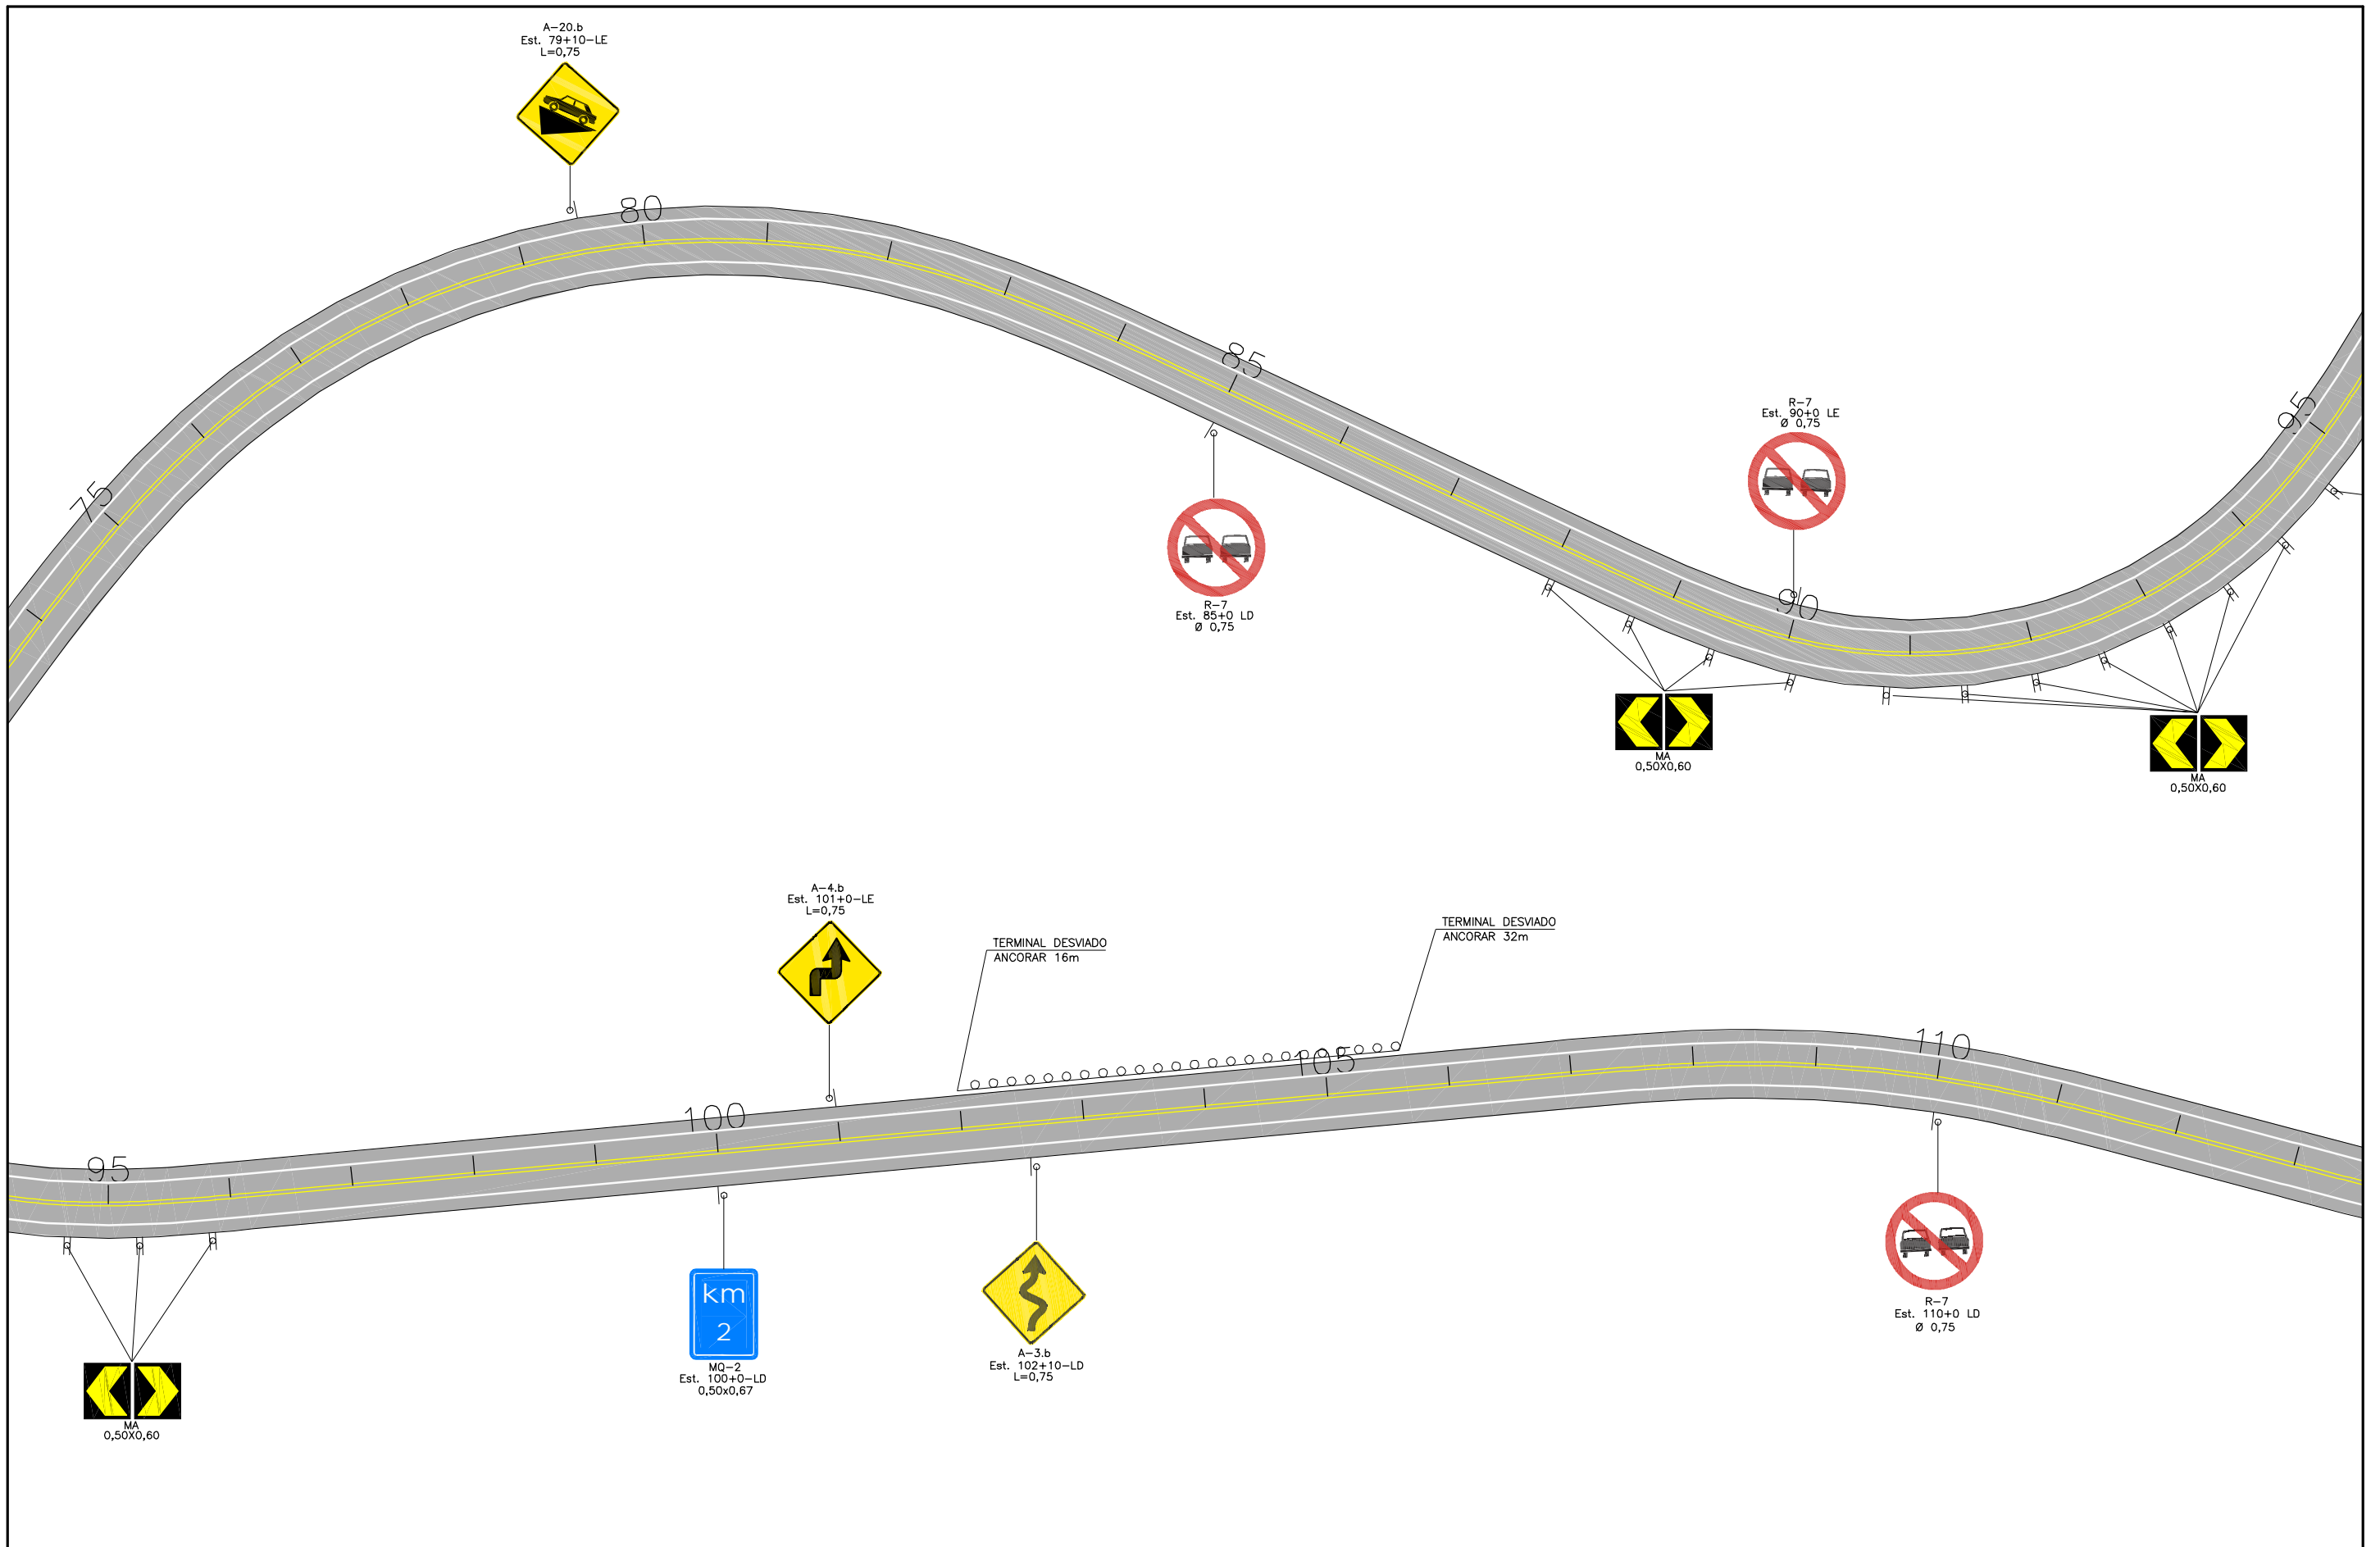 A-20.b
Est. 79+10-LE
L=0,75
80
75
85
R-7
Est. 85+0 LD
Ø 0,75
R-7
Est. 90+0 LE
Ø 0,75
90
95
MA
0,50X0,60
MA
0,50X0,60
A-4.b
Est. 101+0-LE
L=0,75
TERMINAL DESVIADO
ANCORAR 16m
TERMINAL DESVIADO
ANCORAR 32m
95
100
105
110
MA
0,50X0,60
km
2
MQ-2
Est. 100+0-LD
0,50x0,67
A-3.b
Est. 102+10-LD
L=0,75
R-7
Est. 110+0 LD
Ø 0,75